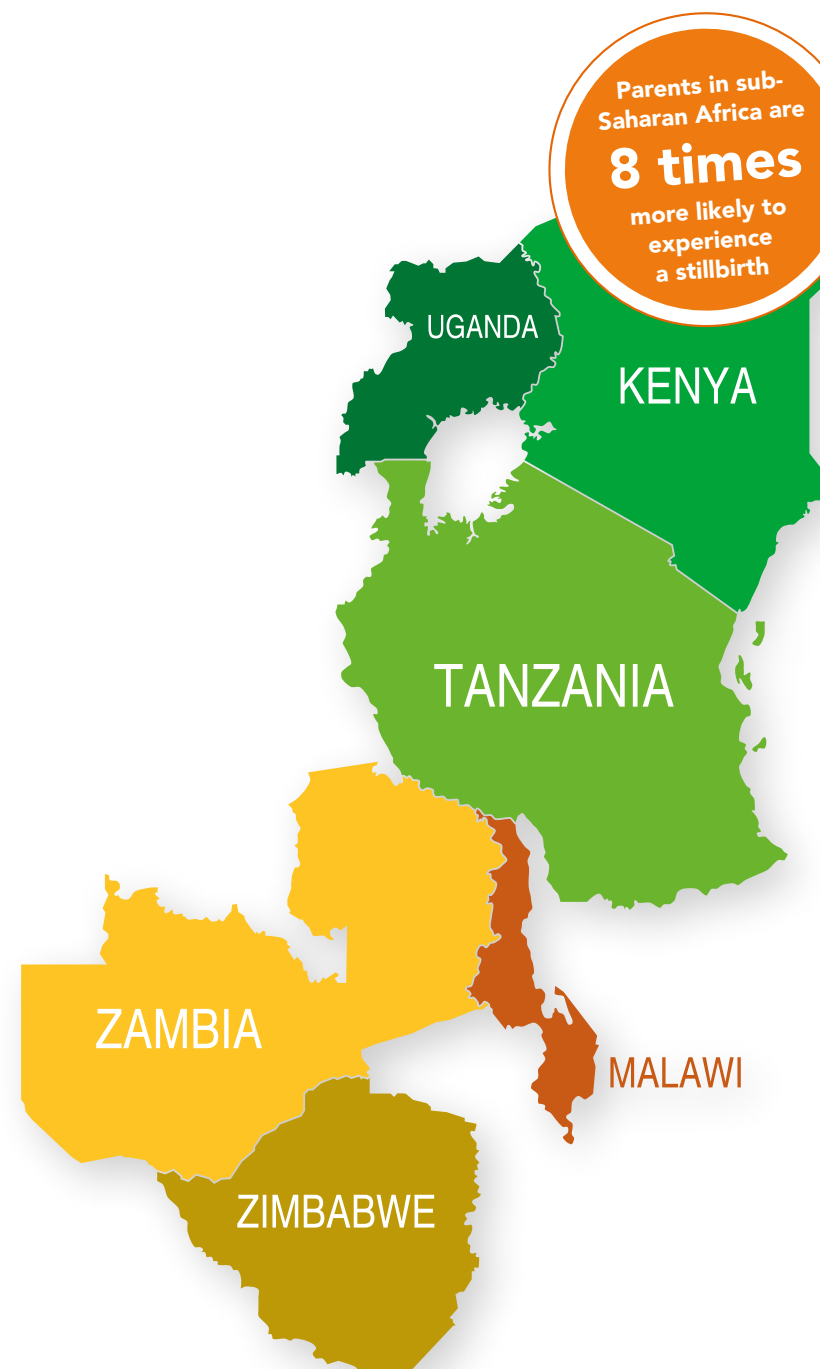 Parents in sub-
Saharan Africa are
8 times
more likely to
experience
a stillbirth
UGANDA
KENYA
TANZANIA
ZAMBIA
MALAWI
ZIMBABWE